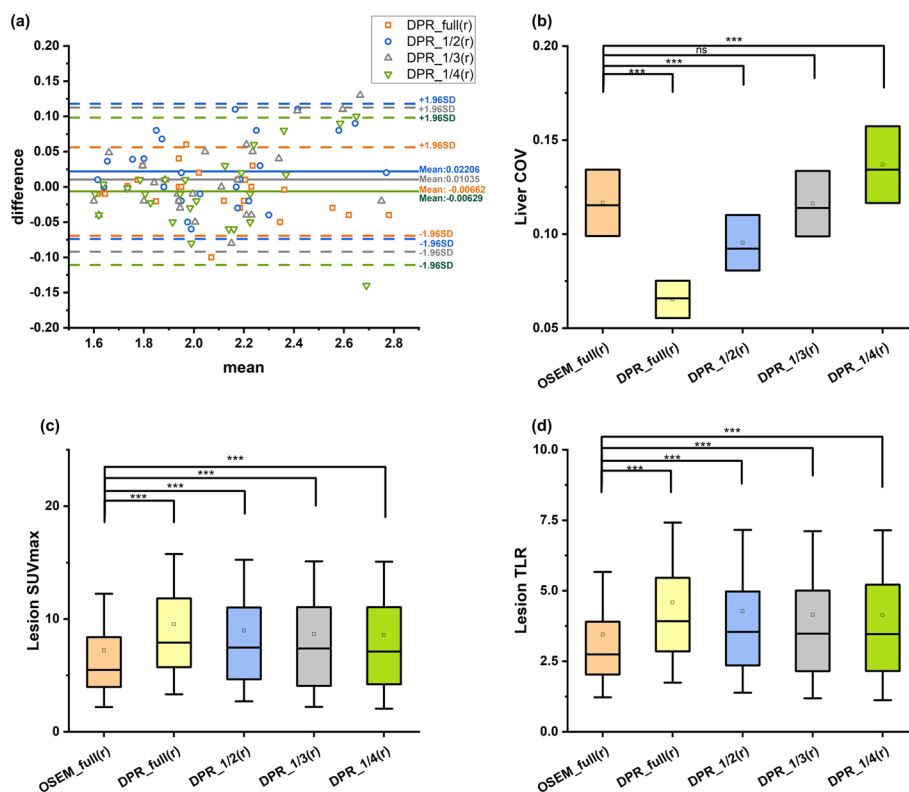 (a)
DPR_full(r)
DPR_1/2(r)
DPR_1/3(r)
DPR_1/4(r)
0.20
0.15
0.10
0.05
0.00
-0.05
-0.10
-0.15
-0.20
difference
+1.96SD
+1.96SD
+1.96SD
+1.96SD
Mean:0.02206
Mean:0.01035
Mean: -0.00662
Mean:-0.00629
-1.96SD
-1.96SD
-1.96SD
-1.96SD
1.6 1.8 2.0 2.2 2.4 2.6 2.8
mean
(b)
0.20
0.15
0.10
0.05
Liver COV
***
ns
***
***
OSEM_full(r) DPR_full(r) DPR_1/2(r) DPR_1/3(r) DPR_1/4(r)
(c)
20
10
0
Lesion SUVmax
***
***
***
***
OSEM_full(r) DPR_full(r) DPR_1/2(r) DPR_1/3(r) DPR_1/4(r)
(d)
10.0
7.5
5.0
2.5
0.0
Lesion TLR
***
***
***
***
OSEM_full(r) DPR_full(r) DPR_1/2(r) DPR_1/3(r) DPR_1/4(r)